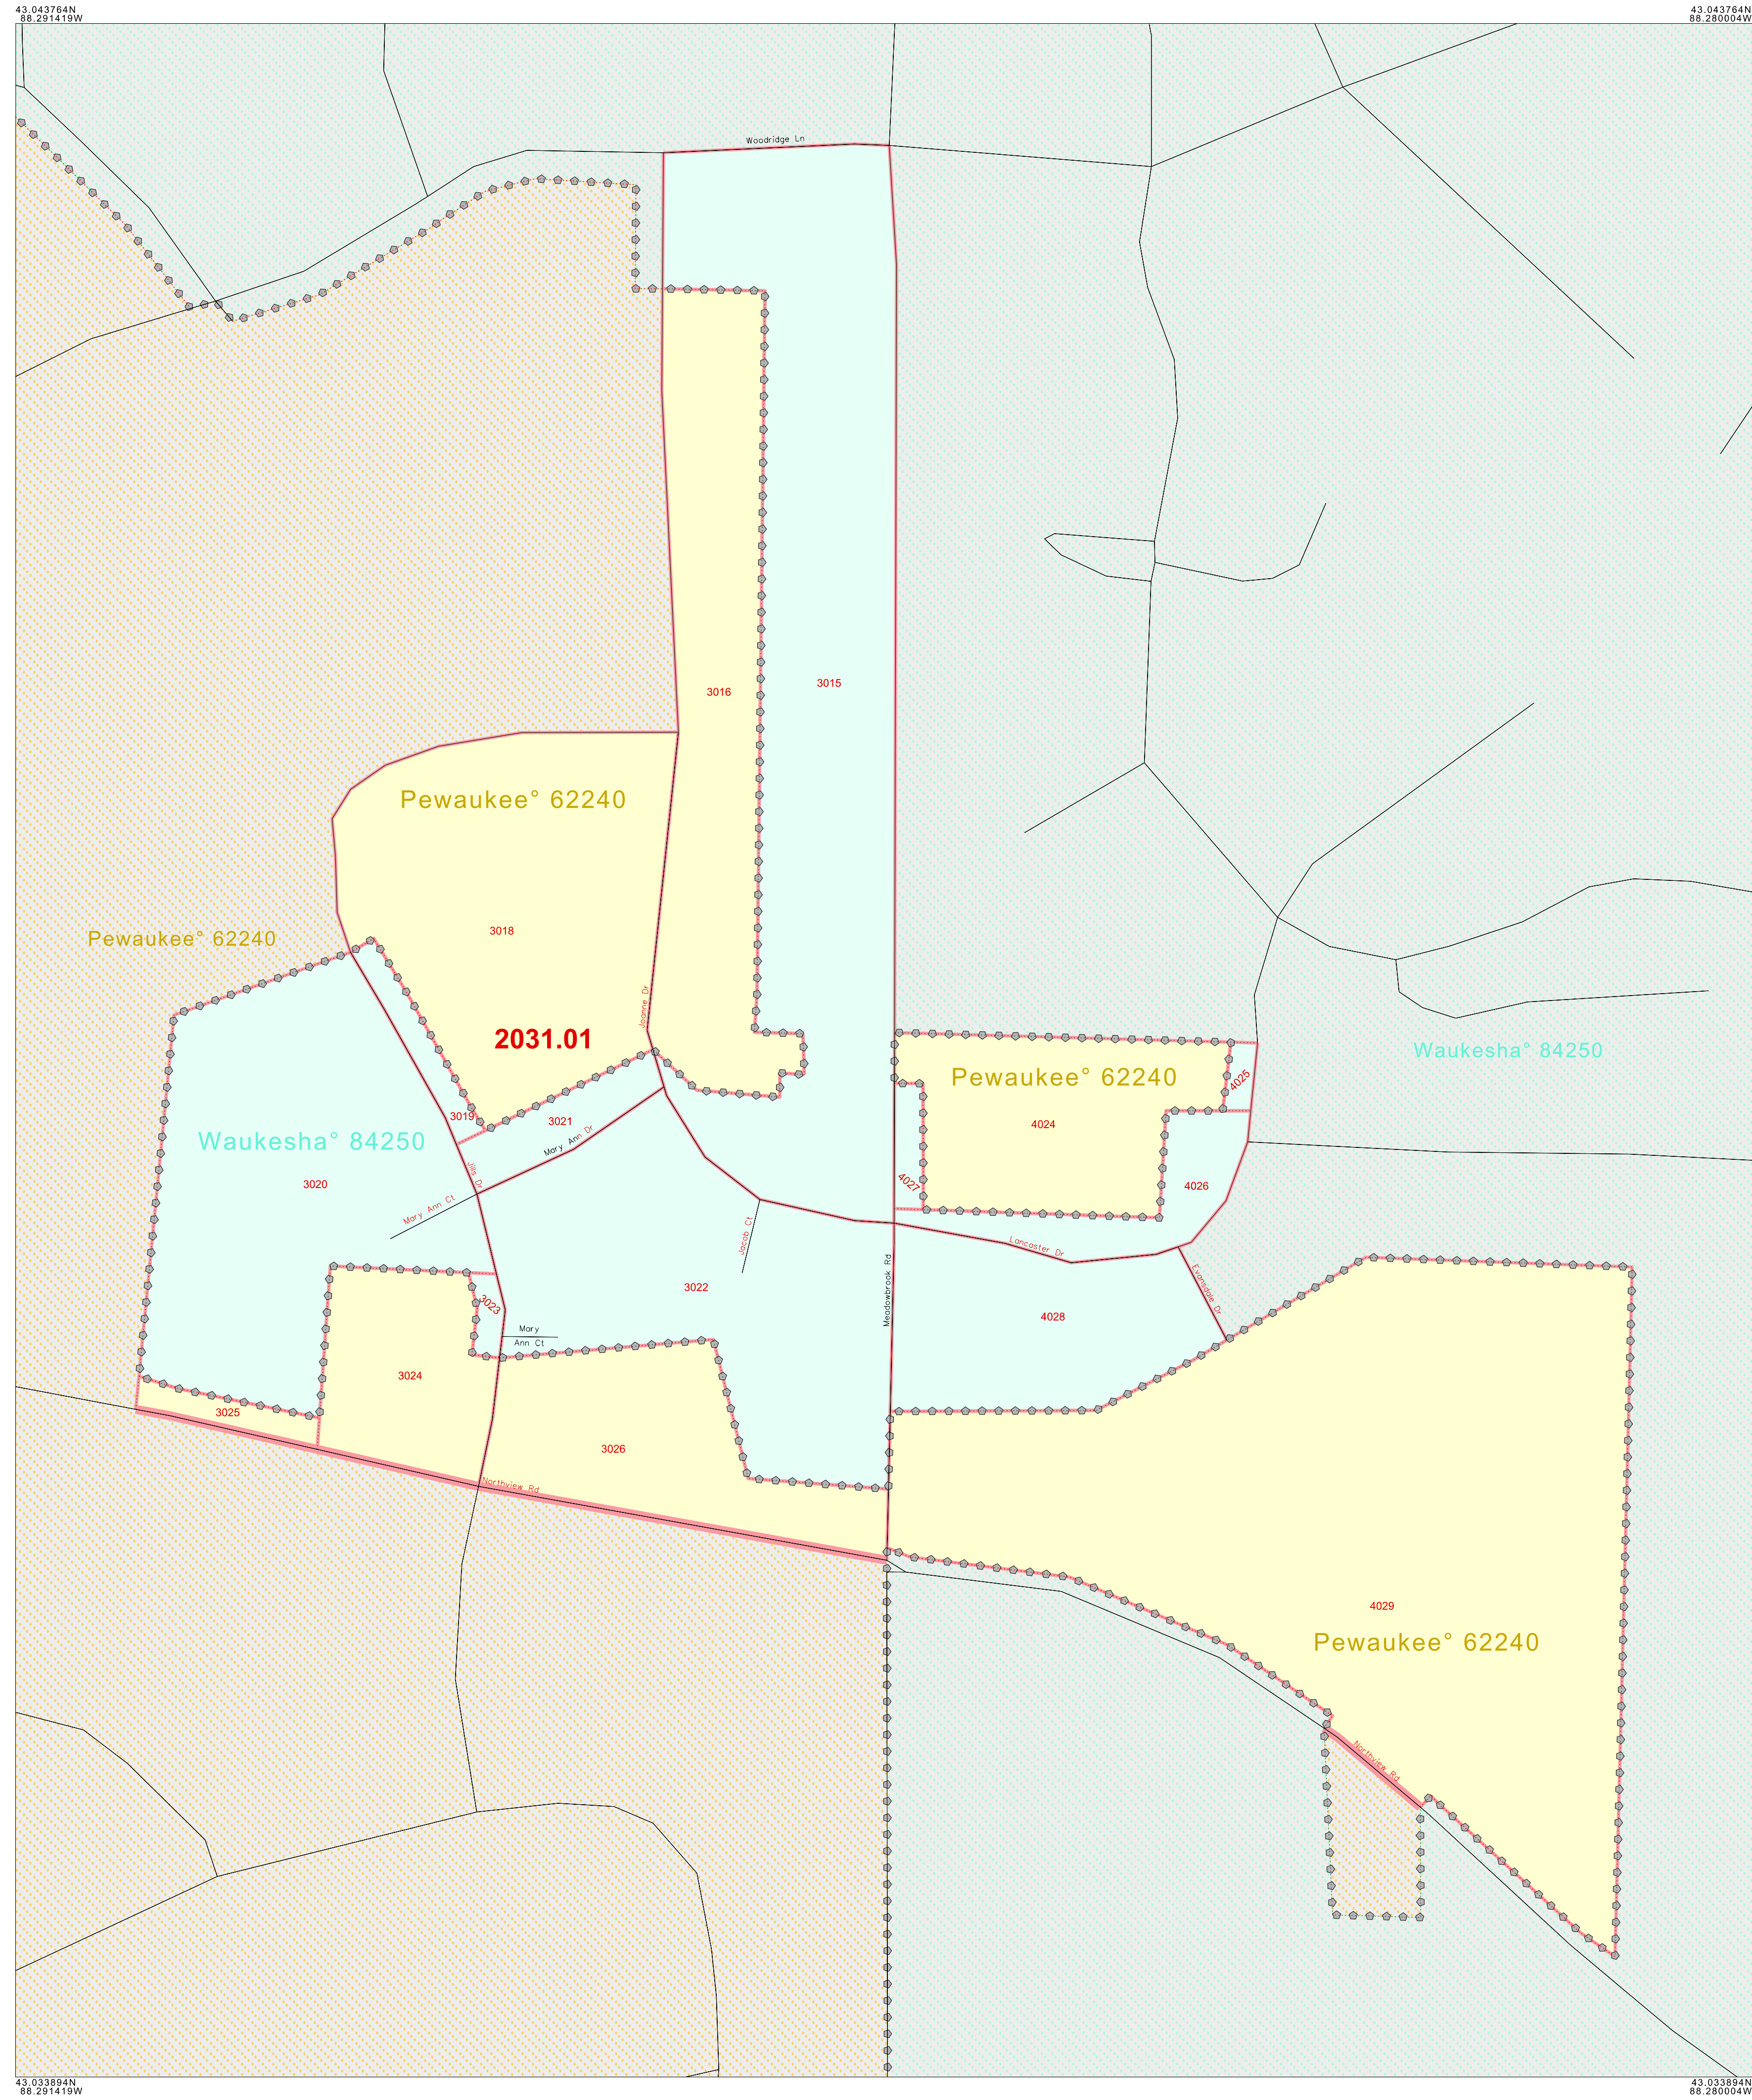 43.043764N
88.291419W
43.043764N
88.280004W
Woodridge Ln
3016
3015
Pewaukee° 62240
3018
Pewaukee° 62240
Joanne Dr
2031.01
Waukesha° 84250
Pewaukee° 62240
4025
3019
3021
4024
Waukesha° 84250
Mary Ann Dr
Jills Dr
3020
4027
4026
Mary Ann Ct
Jacob Ct
Lancaster Dr
Meadowbrook Rd
Evansdale Dr
3022
3023
4028
Mary
Ann Ct
3024
3025
3026
Northview Rd
4029
Pewaukee° 62240
Northview Rd
43.033894N
88.291419W
43.033894N
88.280004W